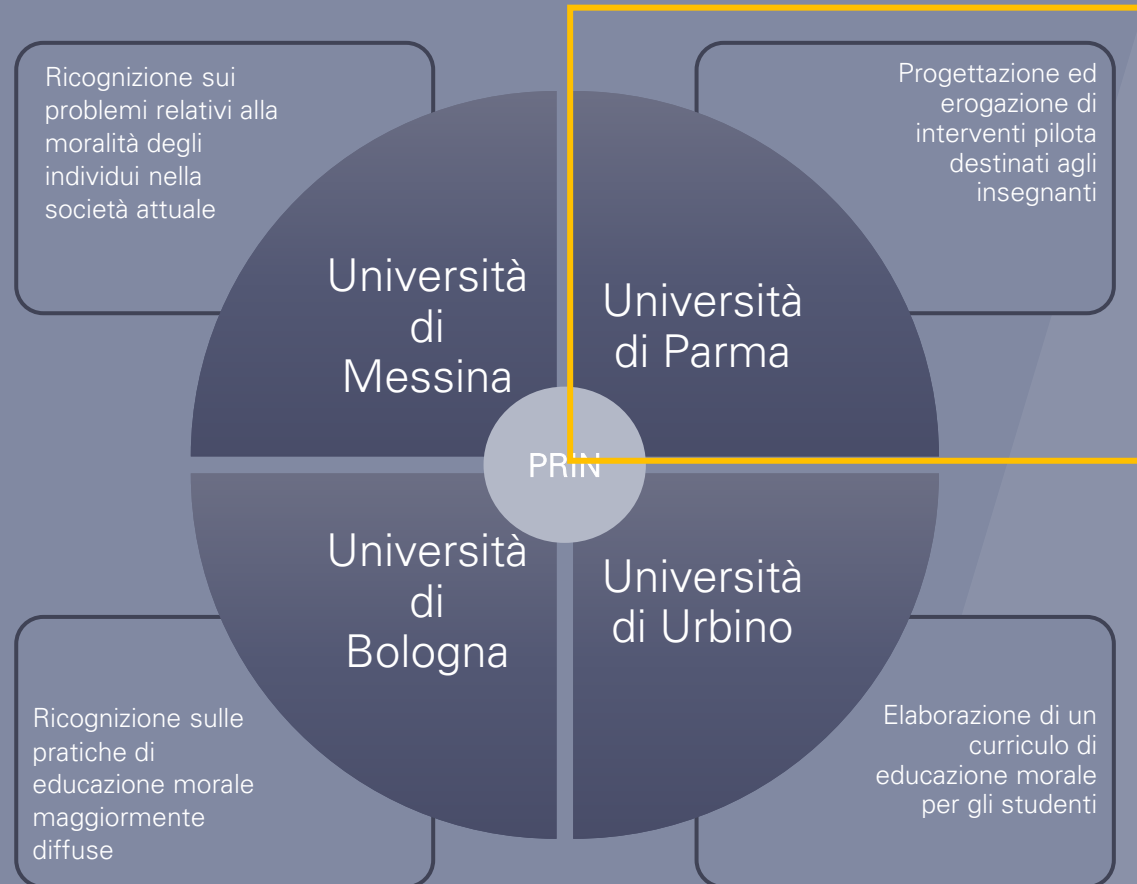 Ricognizione sui
problemi relativi alla
moralità degli
individui nella
società attuale
Progettazione ed
erogazione di
interventi pilota
destinati agli
insegnanti
Università
di
Messina
Università
di Parma
PRIN
Università
di
Bologna
Università
di Urbino
Ricognizione sulle
pratiche di
educazione morale
maggiormente
diffuse
Elaborazione di un
curriculo di
educazione morale
per gli studenti